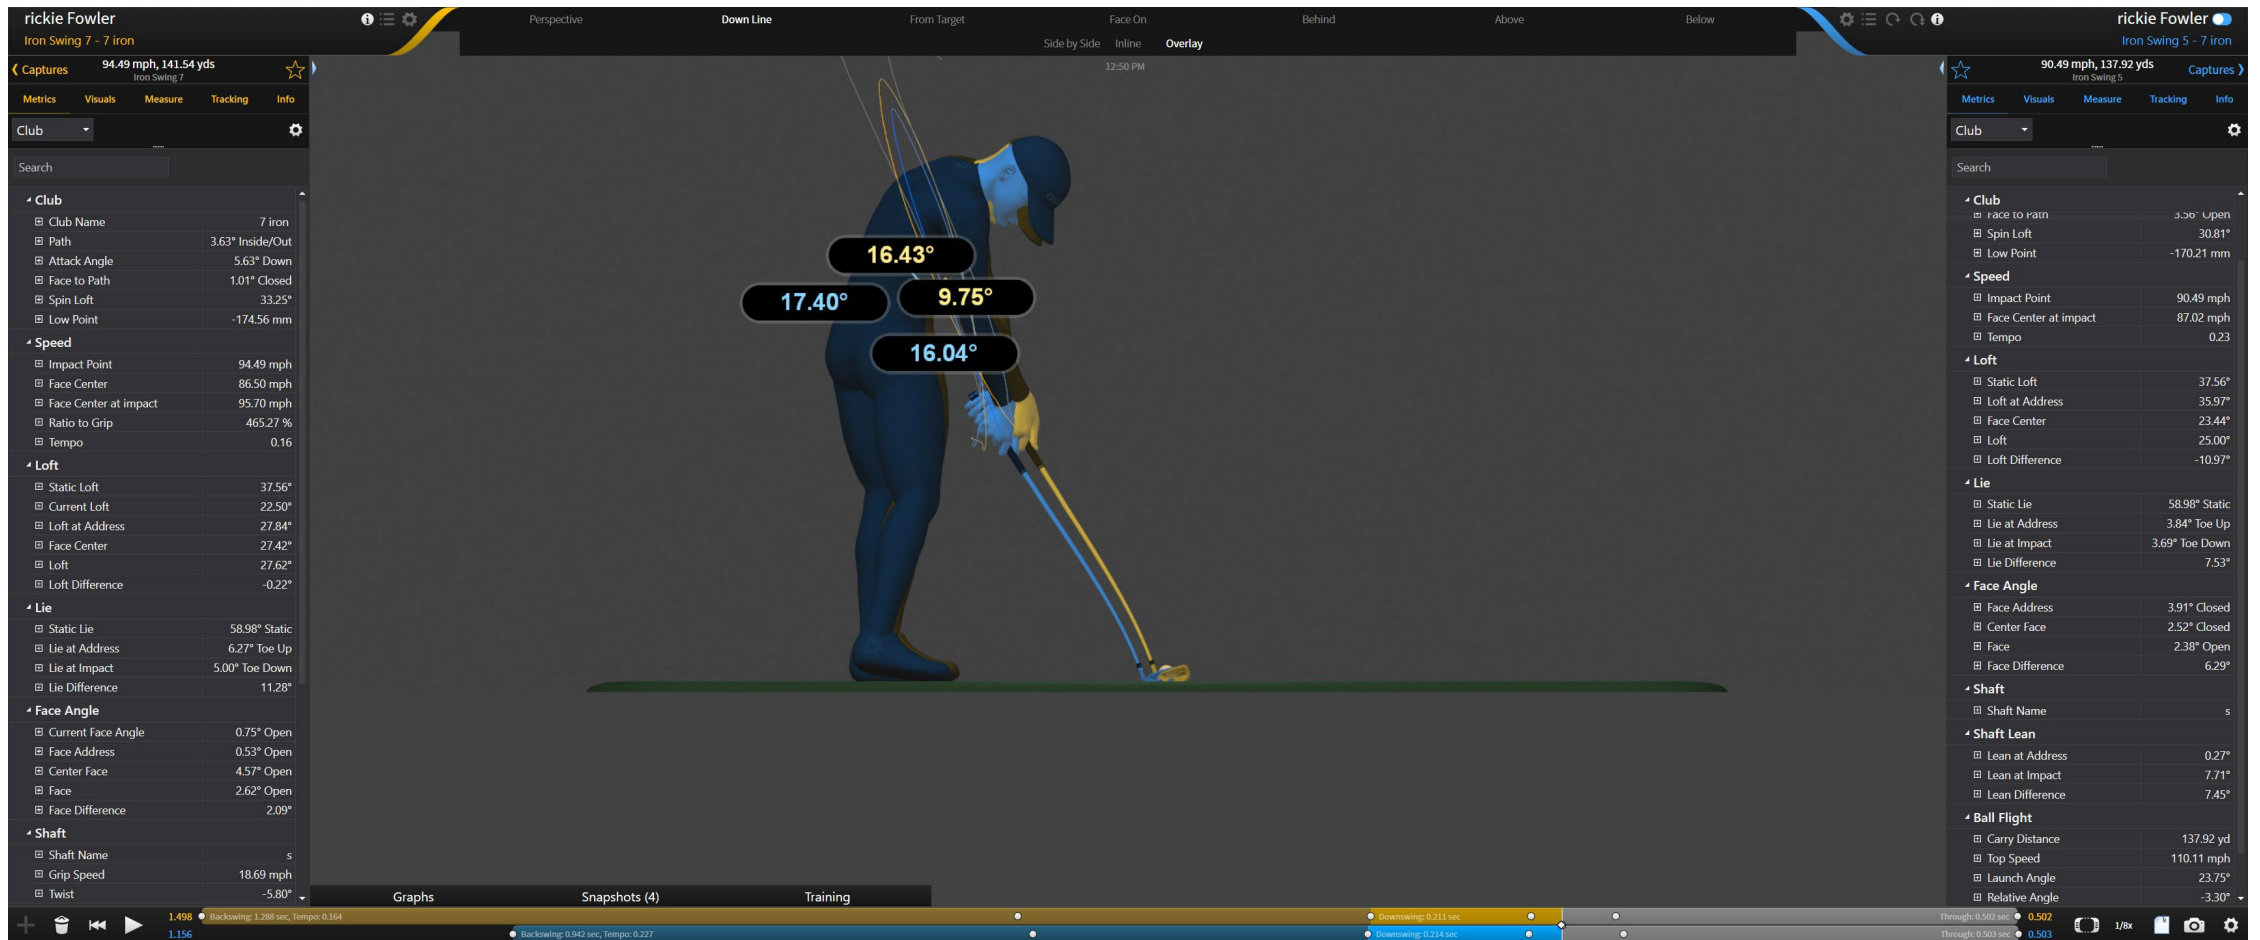 rickie Fowler
Iron Swing 7 - 7 iron
Perspective Down Line From Target Face On Behind Above Below
Side by Side Inline Overlay
12:50 PM
rickie Fowler
Iron Swing 5 - 7 iron
Captures 94.49 mph, 141.54 yds
Iron Swing 7
Metrics Visuals Measure Tracking Info
Club
Search
Club
Club Name 7 iron
Path 3.63° Inside/Out
Attack Angle 5.63° Down
Face to Path 1.01° Closed
Spin Loft 33.25°
Low Point -174.56 mm
Speed
Impact Point 94.49 mph
Face Center 86.50 mph
Face Center at impact 95.70 mph
Ratio to Grip 465.27 %
Tempo 0.16
Loft
Static Loft 37.56°
Current Loft 22.50°
Loft at Address 27.84°
Face Center 27.42°
Loft 27.62°
Loft Difference -0.22°
Lie
Static Lie 58.98° Static
Lie at Address 6.27° Toe Up
Lie at Impact 5.00° Toe Down
Lie Difference 11.28°
Face Angle
Current Face Angle 0.75° Open
Face Address 0.53° Open
Center Face 4.57° Open
Face 2.62° Open
Face Difference 2.09°
Shaft
Shaft Name s
Grip Speed 18.69 mph
Twist -5.80°
16.43°
17.40°
9.75°
16.04°
90.49 mph, 137.92 yds Captures
Iron Swing 5
Metrics Visuals Measure Tracking Info
Club
Search
Club
Face to Path 3.56° Open
Spin Loft 30.81°
Low Point -170.21 mm
Speed
Impact Point 90.49 mph
Face Center at impact 87.02 mph
Tempo 0.23
Loft
Static Loft 37.56°
Loft at Address 35.97°
Face Center 23.44°
Loft 25.00°
Loft Difference -10.97°
Lie
Static Lie 58.98° Static
Lie at Address 3.84° Toe Up
Lie at Impact 3.69° Toe Down
Lie Difference 7.53°
Face Angle
Face Address 3.91° Closed
Center Face 2.52° Closed
Face 2.38° Open
Face Difference 6.29°
Shaft
Shaft Name s
Shaft Lean
Lean at Address 0.27°
Lean at Impact 7.71°
Lean Difference 7.45°
Ball Flight
Carry Distance 137.92 yd
Top Speed 110.11 mph
Launch Angle 23.75°
Relative Angle -3.30°
Graphs Snapshots (4) Training
1.498 Backswing: 1.288 sec, Tempo: 0.164 Downswing: 0.211 sec Through: 0.502 sec 0.502
1.156 Backswing: 0.942 sec, Tempo: 0.227 Downswing: 0.214 sec Through: 0.503 sec 0.503
1/8x